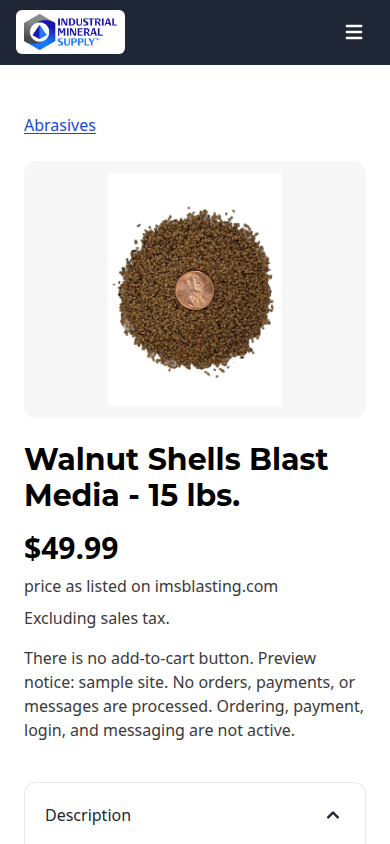 INDUSTRIAL
MINERAL
SUPPLY™
Abrasives
Walnut Shells Blast
Media - 15 lbs.
$49.99
price as listed on imsblasting.com
Excluding sales tax.
There is no add-to-cart button. Preview
notice: sample site. No orders, payments, or
messages are processed. Ordering, payment,
login, and messaging are not active.
Description